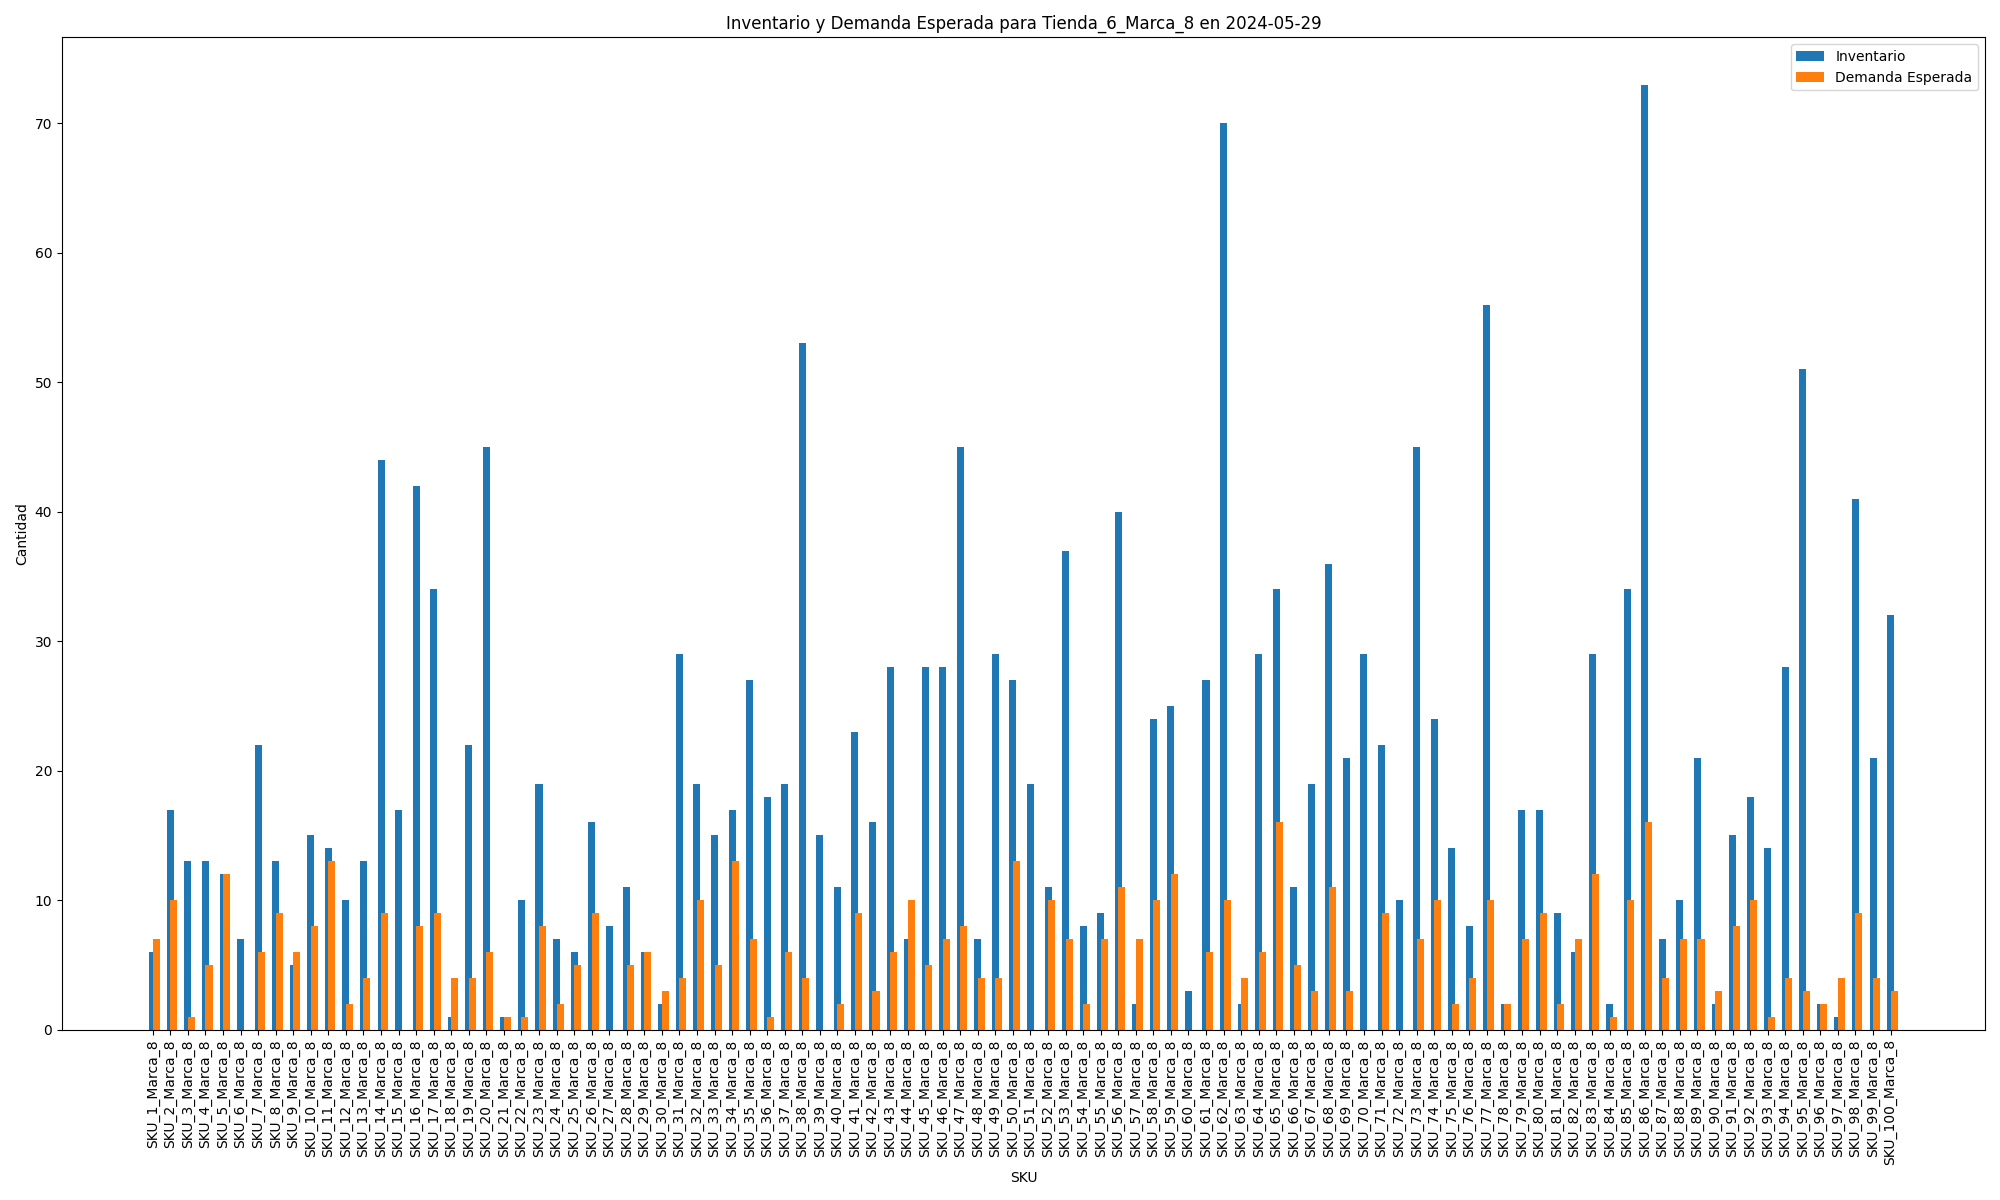 Inventario y Demanda Esperada para Tienda_6_Marca_8 en 2024-05-29
Inventario
Demanda Esperada
Cantidad
70
60
50
40
30
20
10
0
SKU_1_Marca_8
SKU_2_Marca_8
SKU_3_Marca_8
SKU_4_Marca_8
SKU_5_Marca_8
SKU_6_Marca_8
SKU_7_Marca_8
SKU_8_Marca_8
SKU_9_Marca_8
SKU_10_Marca_8
SKU_11_Marca_8
SKU_12_Marca_8
SKU_13_Marca_8
SKU_14_Marca_8
SKU_15_Marca_8
SKU_16_Marca_8
SKU_17_Marca_8
SKU_18_Marca_8
SKU_19_Marca_8
SKU_20_Marca_8
SKU_21_Marca_8
SKU_22_Marca_8
SKU_23_Marca_8
SKU_24_Marca_8
SKU_25_Marca_8
SKU_26_Marca_8
SKU_27_Marca_8
SKU_28_Marca_8
SKU_29_Marca_8
SKU_30_Marca_8
SKU_31_Marca_8
SKU_32_Marca_8
SKU_33_Marca_8
SKU_34_Marca_8
SKU_35_Marca_8
SKU_36_Marca_8
SKU_37_Marca_8
SKU_38_Marca_8
SKU_39_Marca_8
SKU_40_Marca_8
SKU_41_Marca_8
SKU_42_Marca_8
SKU_43_Marca_8
SKU_44_Marca_8
SKU_45_Marca_8
SKU_46_Marca_8
SKU_47_Marca_8
SKU_48_Marca_8
SKU_49_Marca_8
SKU_50_Marca_8
SKU_51_Marca_8
SKU_52_Marca_8
SKU_53_Marca_8
SKU_54_Marca_8
SKU_55_Marca_8
SKU_56_Marca_8
SKU_57_Marca_8
SKU_58_Marca_8
SKU_59_Marca_8
SKU_60_Marca_8
SKU_61_Marca_8
SKU_62_Marca_8
SKU_63_Marca_8
SKU_64_Marca_8
SKU_65_Marca_8
SKU_66_Marca_8
SKU_67_Marca_8
SKU_68_Marca_8
SKU_69_Marca_8
SKU_70_Marca_8
SKU_71_Marca_8
SKU_72_Marca_8
SKU_73_Marca_8
SKU_74_Marca_8
SKU_75_Marca_8
SKU_76_Marca_8
SKU_77_Marca_8
SKU_78_Marca_8
SKU_79_Marca_8
SKU_80_Marca_8
SKU_81_Marca_8
SKU_82_Marca_8
SKU_83_Marca_8
SKU_84_Marca_8
SKU_85_Marca_8
SKU_86_Marca_8
SKU_87_Marca_8
SKU_88_Marca_8
SKU_89_Marca_8
SKU_90_Marca_8
SKU_91_Marca_8
SKU_92_Marca_8
SKU_93_Marca_8
SKU_94_Marca_8
SKU_95_Marca_8
SKU_96_Marca_8
SKU_97_Marca_8
SKU_98_Marca_8
SKU_99_Marca_8
SKU_100_Marca_8
SKU